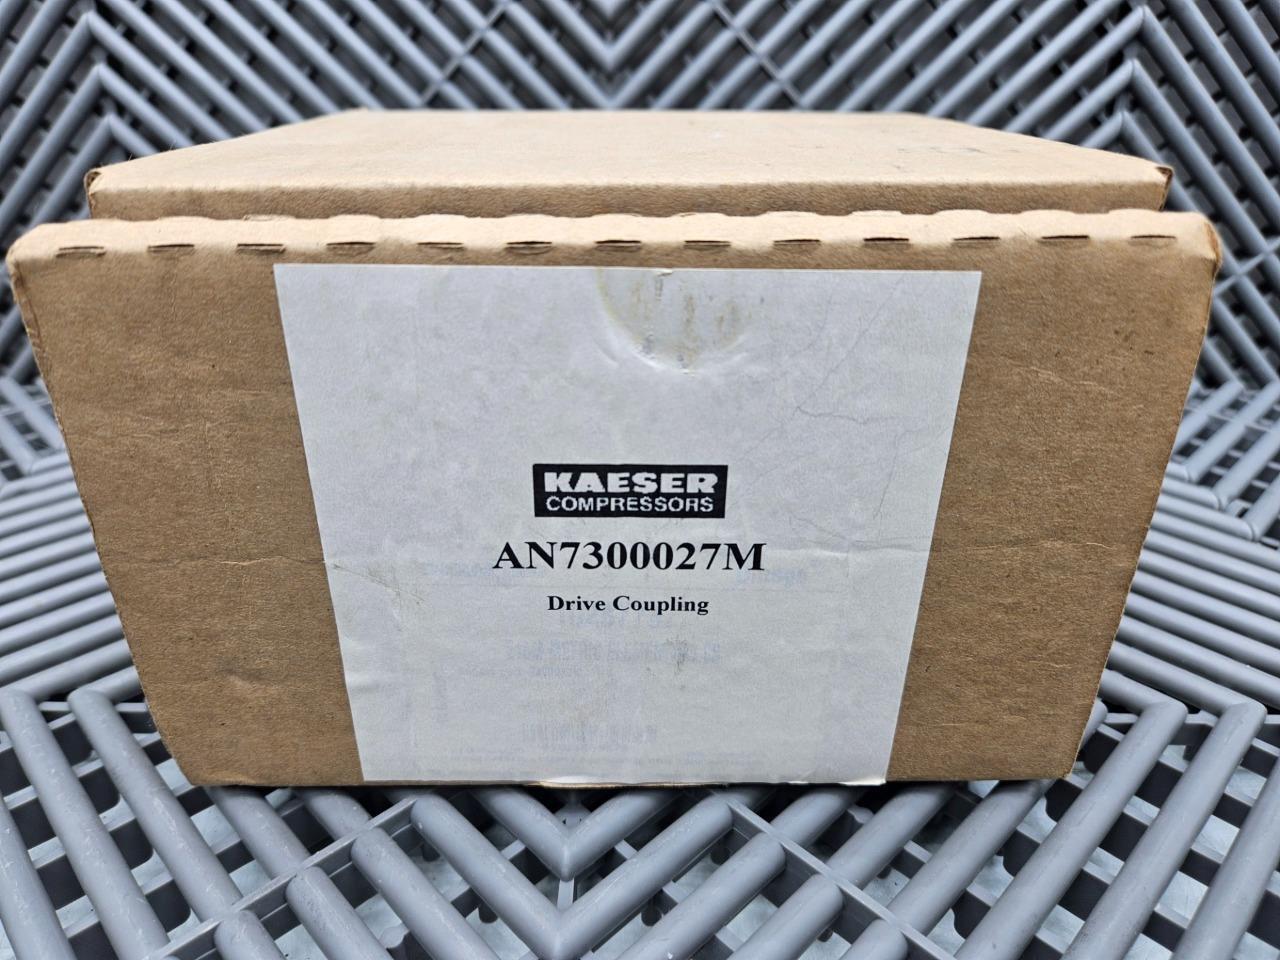 KAESER
COMPRESSORS
AN7300027M
Drive Coupling